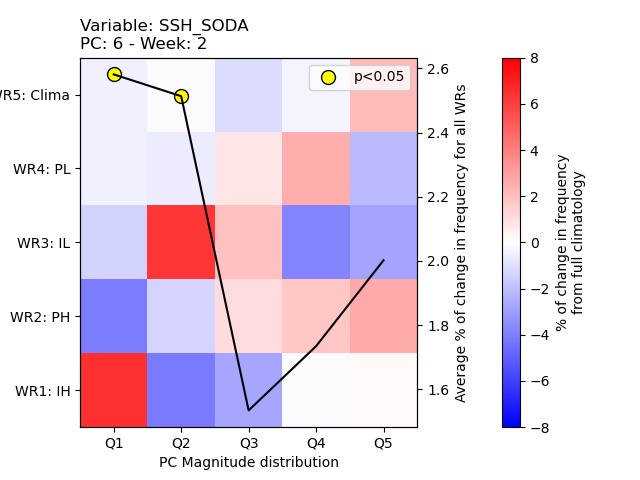 Variable: SSH_SODA
PC: 6 - Week: 2
p<0.05
WR5: Clima
WR4: PL
WR3: IL
WR2: PH
WR1: IH
Q1 Q2 Q3 Q4 Q5
PC Magnitude distribution
2.6
2.4
2.2
2.0
1.8
1.6
Average % of change in frequency for all WRs
8
6
4
2
0
−2
−4
−6
−8
% of change in frequency
from full climatology